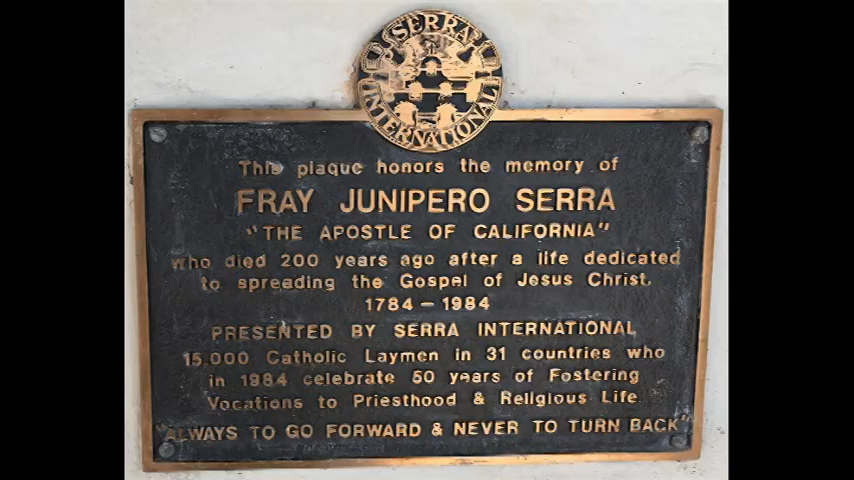 SERRA
INTERNATIONAL
This plaque honors the memory of
FRAY JUNIPERO SERRA
"THE APOSTLE OF CALIFORNIA"
who died 200 years ago after a life dedicated
to spreading the Gospel of Jesus Christ.
1784 – 1984
PRESENTED BY SERRA INTERNATIONAL
15,000 Catholic Laymen in 31 countries who
in 1984 celebrate 50 years of Fostering
Vocations to Priesthood & Religious Life.
"ALWAYS TO GO FORWARD & NEVER TO TURN BACK"